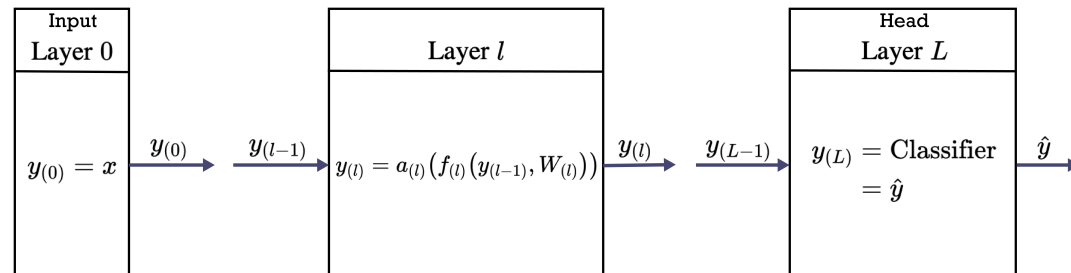 Input
Layer 0
y_{(0)} = x
y_{(0)}
y_{(l-1)}
Layer l
y_{(l)} = a_{(l)}(f_{(l)}(y_{(l-1)}, W_{(l)}))
y_{(l)}
y_{(L-1)}
Head
Layer L
y_{(L)} = Classifier
= ŷ
ŷ